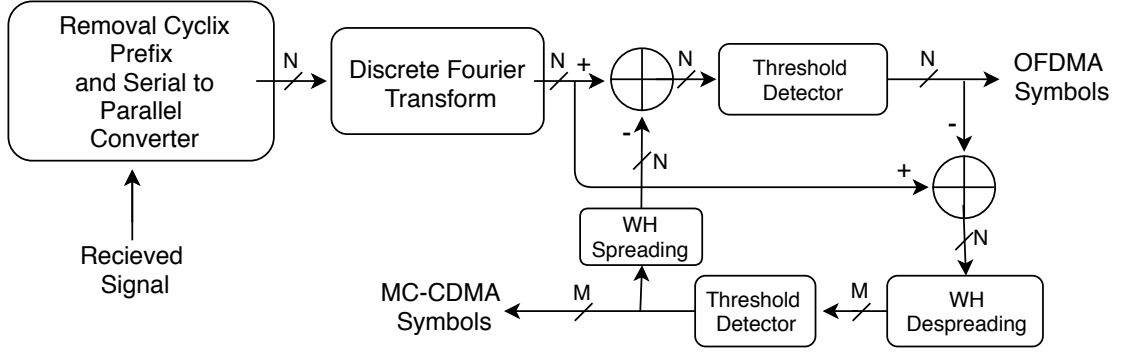 Removal Cyclix
Prefix
and Serial to
Parallel
Converter
N
Discrete Fourier
Transform
N
+
-
N
Threshold
Detector
N
OFDMA
Symbols
-
+
N
N
WH
Spreading
Recieved
Signal
MC-CDMA
Symbols
M
Threshold
Detector
M
WH
Despreading